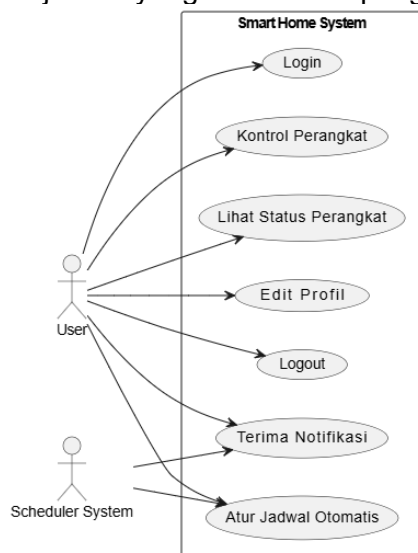 Smart Home System
Login
Kontrol Perangkat
Lihat Status Perangkat
Edit Profil
User
Logout
Terima Notifikasi
Scheduler System
Atur Jadwal Otomatis